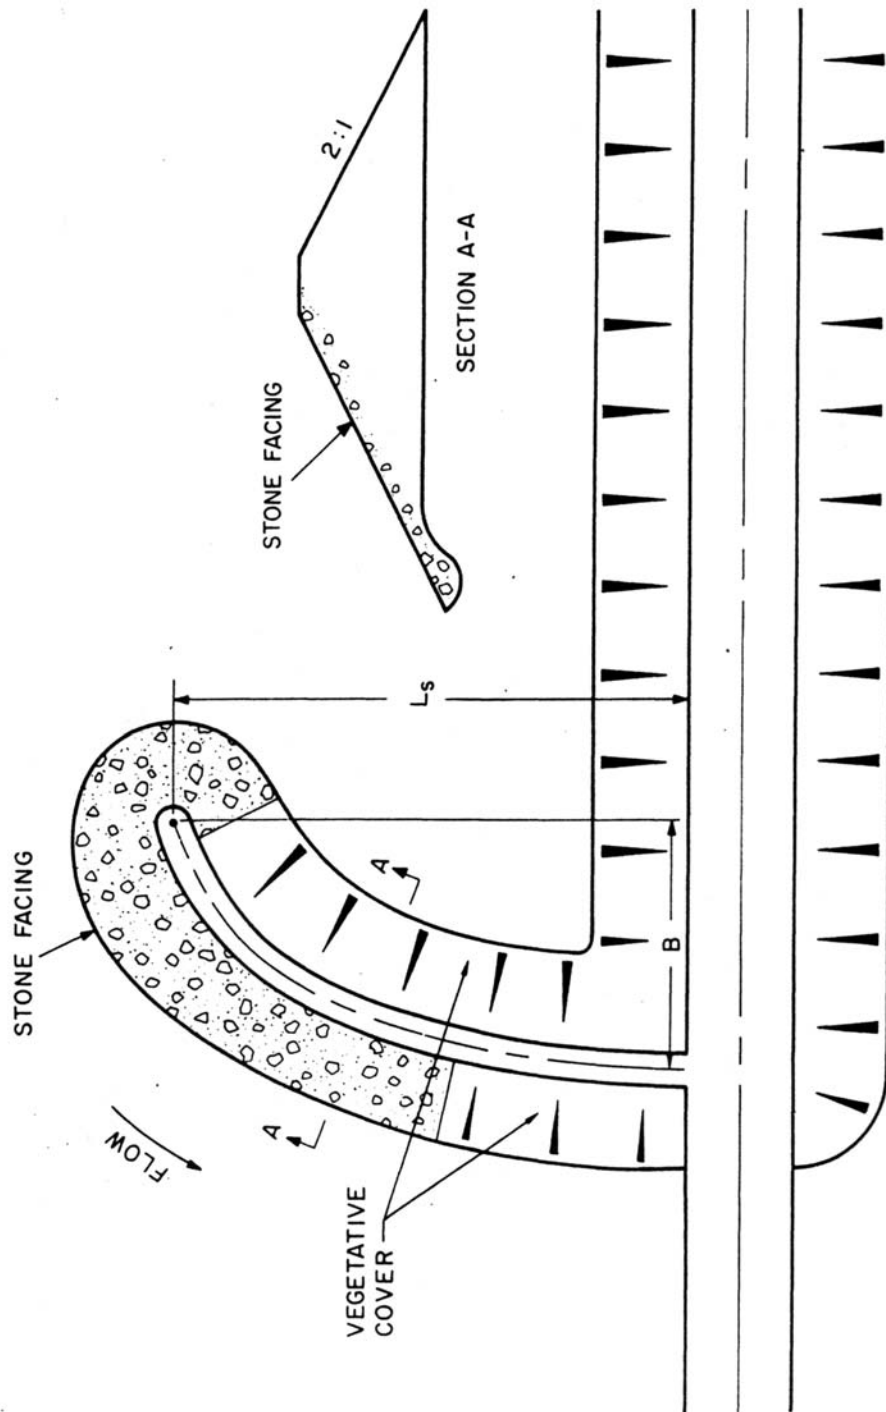 2:1
SECTION A-A
STONE FACING
Ls
STONE FACING
A
A
B
FLOW
VEGETATIVE
COVER